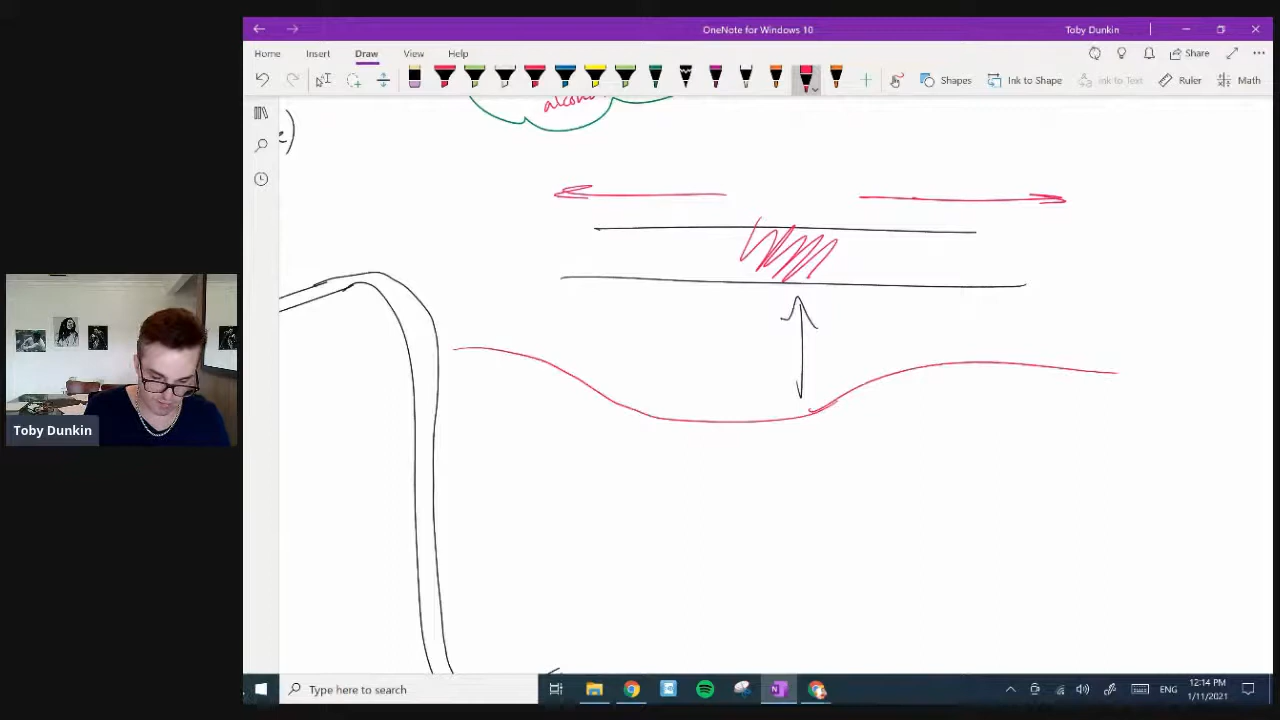 OneNote for Windows 10
Toby Dunkin
Home Insert Draw View Help
Share
Shapes
Ink to Shape
Ink to Text
Ruler
Math
Toby Dunkin
Type here to search
ENG
12:14 PM
1/11/2021